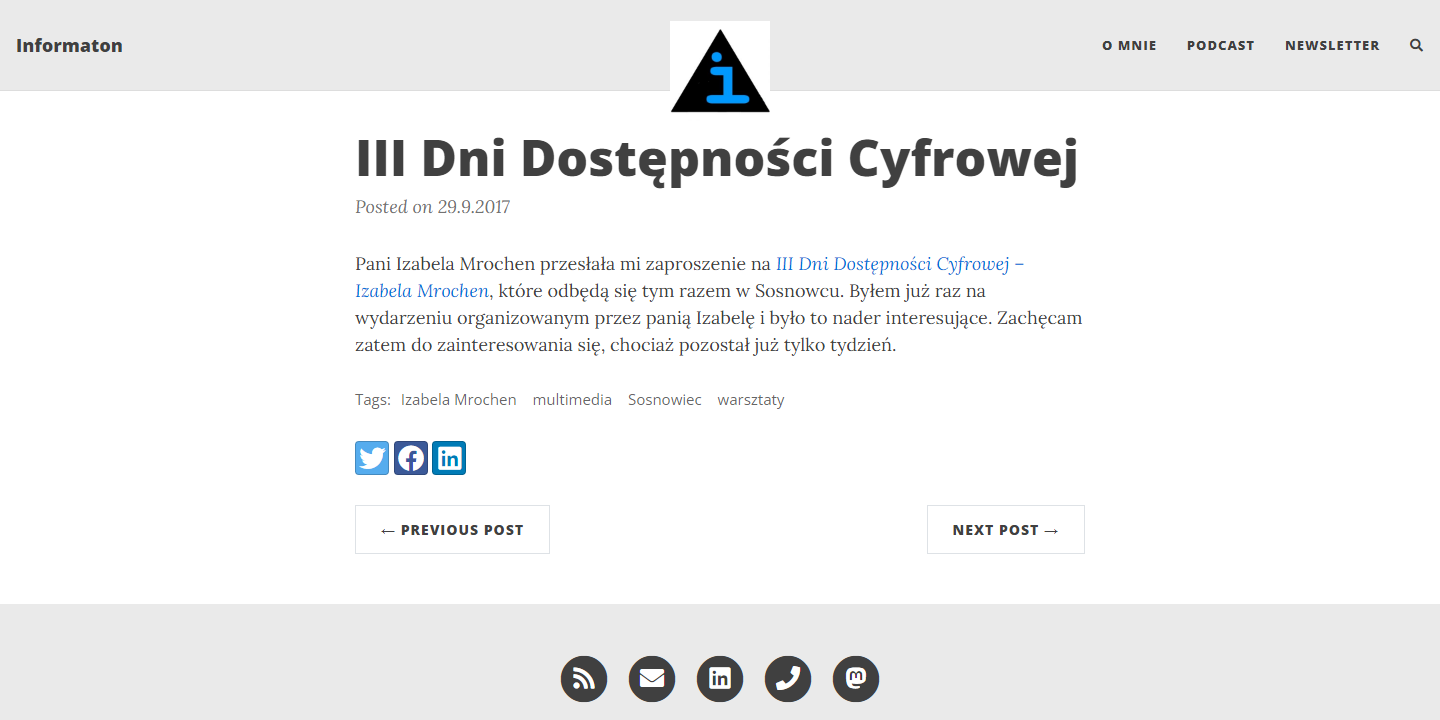 Informaton
i
O MNIE
PODCAST
NEWSLETTER
III Dni Dostępności Cyfrowej
Posted on 29.9.2017
Pani Izabela Mrochen przesłała mi zaproszenie na III Dni Dostępności Cyfrowej –
Izabela Mrochen, które odbędą się tym razem w Sosnowcu. Byłem już raz na
wydarzeniu organizowanym przez panią Izabelę i było to nader interesujące. Zachęcam
zatem do zainteresowania się, chociaż pozostał już tylko tydzień.
Tags: Izabela Mrochen multimedia Sosnowiec warsztaty
← PREVIOUS POST
NEXT POST →